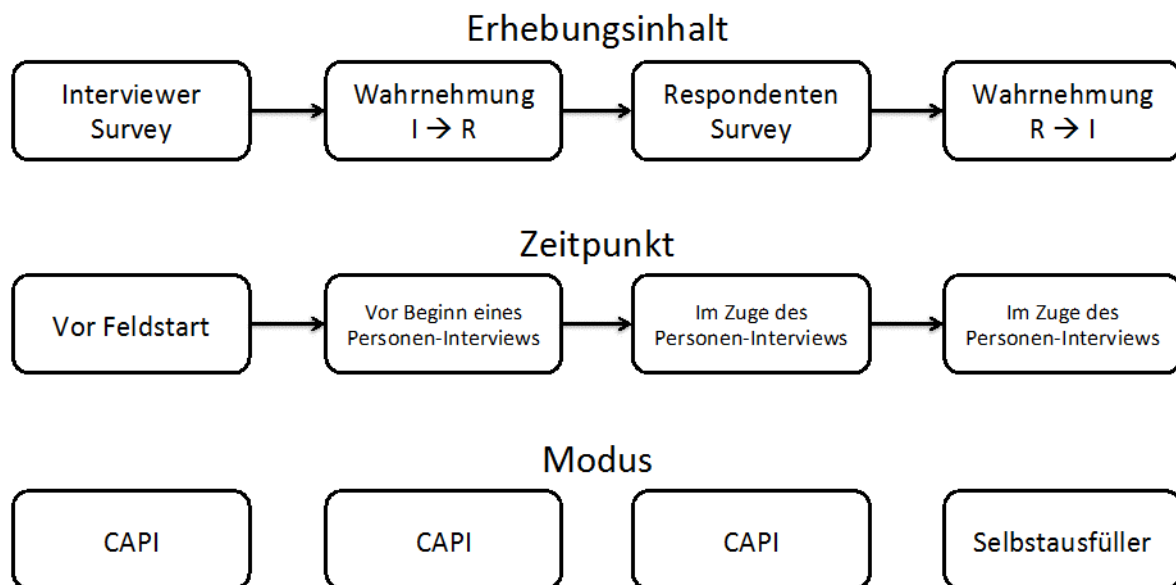 Erhebungsinhalt
Interviewer
Survey
Wahrnehmung
I → R
Respondenten
Survey
Wahrnehmung
R → I
Zeitpunkt
Vor Feldstart
Vor Beginn eines
Personen-Interviews
Im Zuge des
Personen-Interviews
Im Zuge des
Personen-Interviews
Modus
CAPI
CAPI
CAPI
Selbstausfüller